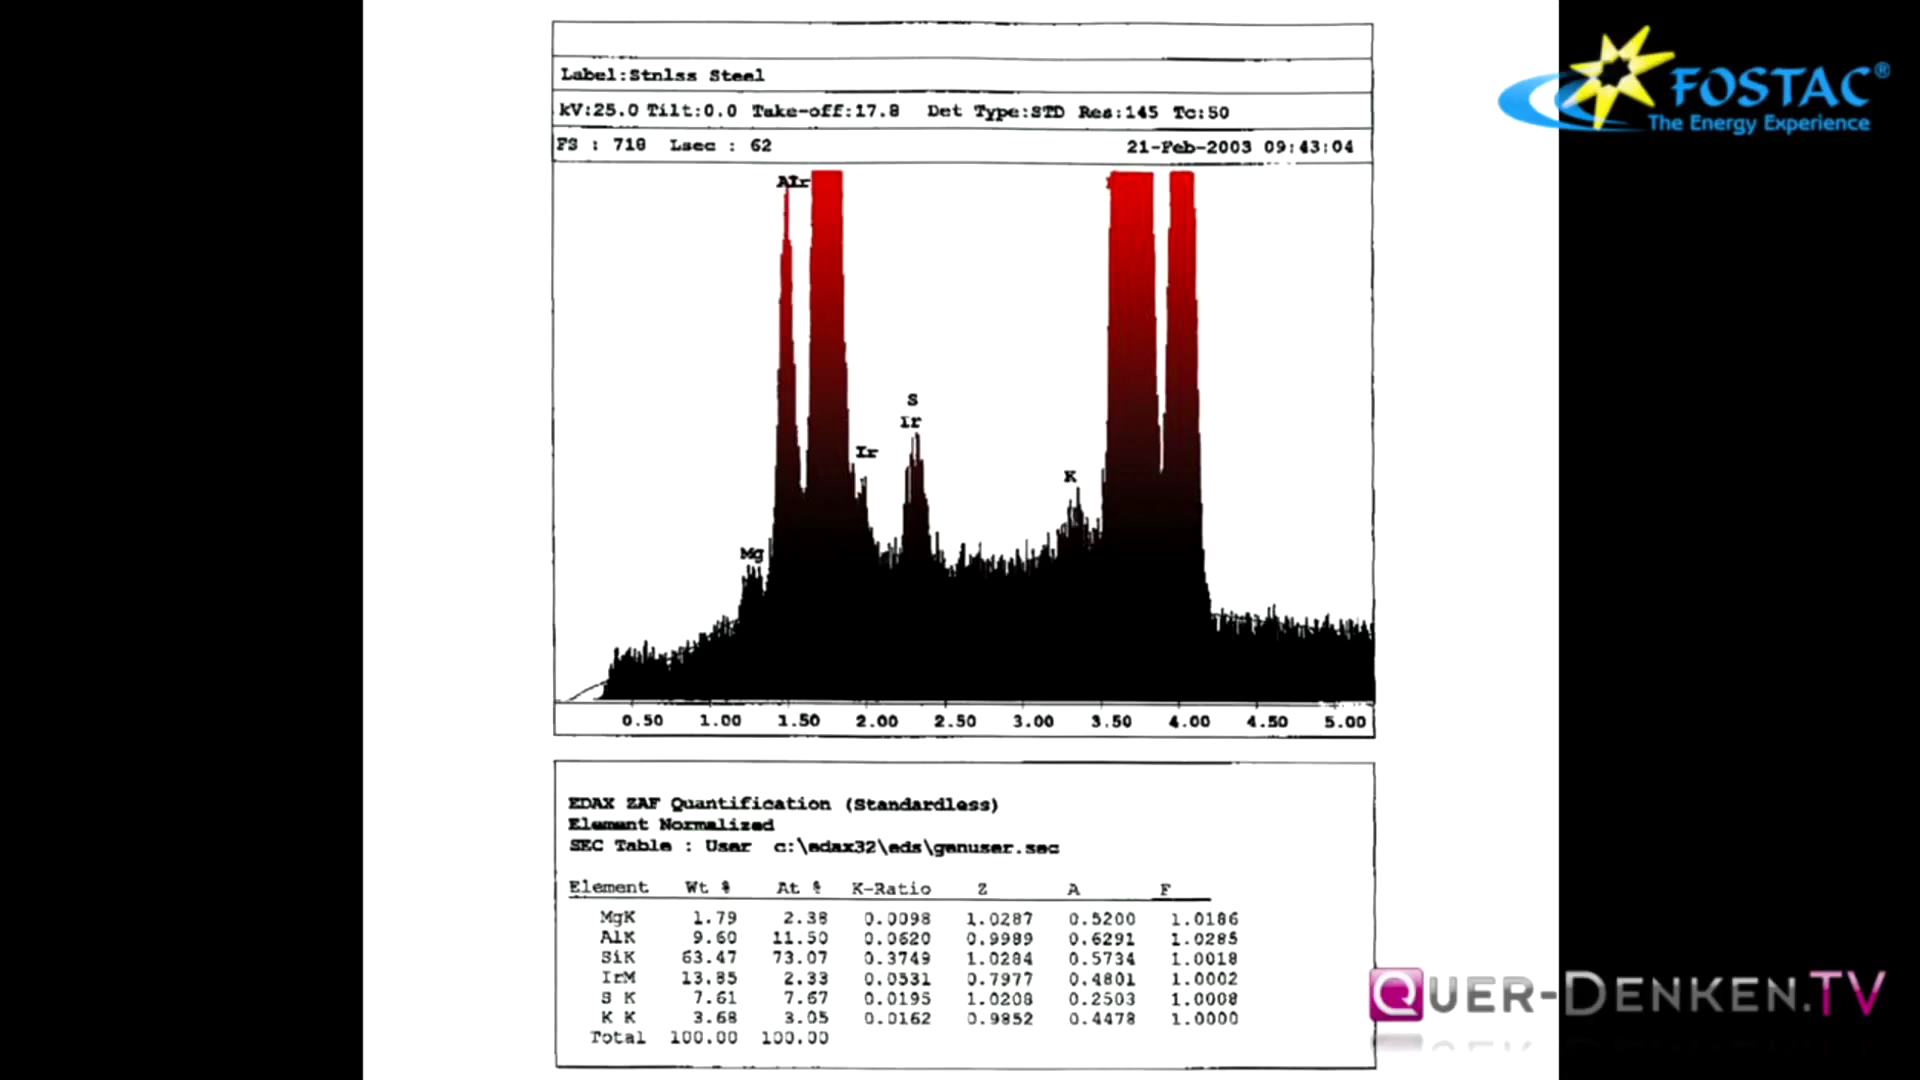 FOSTAC®
The Energy Experience
Label:Stnlss Steel
kV:25.0 Tilt:0.0 Take-off:17.8 Det Type:STD Res:145 Tc:50
FS : 718 Lsec : 62 21-Feb-2003 09:43:04
AIr
S
Ir
Ir
K
Mg
0.50 1.00 1.50 2.00 2.50 3.00 3.50 4.00 4.50 5.00
EDAX ZAF Quantification (Standardless)
Element Normalized
SEC Table : User c:\edax32\eds\genuser.sec
Element Wt % At % K-Ratio Z A F
MgK 1.79 2.38 0.0098 1.0287 0.5200 1.0186
AlK 9.60 11.50 0.0620 0.9989 0.6291 1.0285
SiK 63.47 73.07 0.3749 1.0284 0.5734 1.0018
IrM 13.85 2.33 0.0531 0.7977 0.4801 1.0002
S K 7.61 7.67 0.0195 1.0208 0.2503 1.0008
K K 3.68 3.05 0.0162 0.9852 0.4478 1.0000
Total 100.00 100.00
QUER-DENKEN.TV